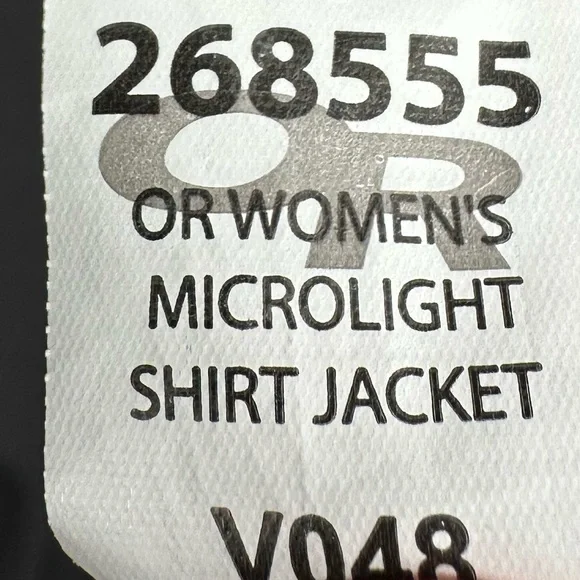 268555
OR
OR WOMEN'S
MICROLIGHT
SHIRT JACKET
V048